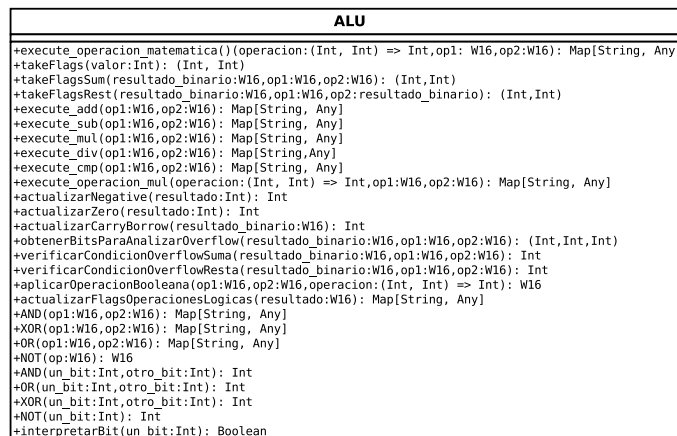 ALU
+execute_operacion_matematica()(operacion:(Int, Int) => Int,op1: W16,op2:W16): Map[String, Any
+takeFlags(valor:Int): (Int, Int)
+takeFlagsSum(resultado_binario:W16,op1:W16,op2:W16): (Int,Int)
+takeFlagsRest(resultado_binario:W16,op1:W16,op2:resultado_binario): (Int,Int)
+execute_add(op1:W16,op2:W16): Map[String, Any]
+execute_sub(op1:W16,op2:W16): Map[String, Any]
+execute_mul(op1:W16,op2:W16): Map[String, Any]
+execute_div(op1:W16,op2:W16): Map[String,Any]
+execute_cmp(op1:W16,op2:W16): Map[String, Any]
+execute_operacion_mul(operacion:(Int, Int) => Int,op1:W16,op2:W16): Map[String, Any]
+actualizarNegative(resultado:Int): Int
+actualizarZero(resultado:Int): Int
+actualizarCarryBorrow(resultado_binario:W16): Int
+obtenerBitsParaAnalizarOverflow(resultado_binario:W16,op1:W16,op2:W16): (Int,Int,Int)
+verificarCondicionOverflowSuma(resultado_binario:W16,op1:W16,op2:W16): Int
+verificarCondicionOverflowResta(resultado_binario:W16,op1:W16,op2:W16): Int
+aplicarOperacionBooleana(op1:W16,op2:W16,operacion:(Int, Int) => Int): W16
+actualizarFlagsOperacionesLogicas(resultado:W16): Map[String, Any]
+AND(op1:W16,op2:W16): Map[String, Any]
+XOR(op1:W16,op2:W16): Map[String, Any]
+OR(op1:W16,op2:W16): Map[String, Any]
+NOT(op:W16): W16
+AND(un_bit:Int,otro_bit:Int): Int
+OR(un_bit:Int,otro_bit:Int): Int
+XOR(un_bit:Int,otro_bit:Int): Int
+NOT(un_bit:Int): Int
+interpretarBit(un_bit:Int): Boolean